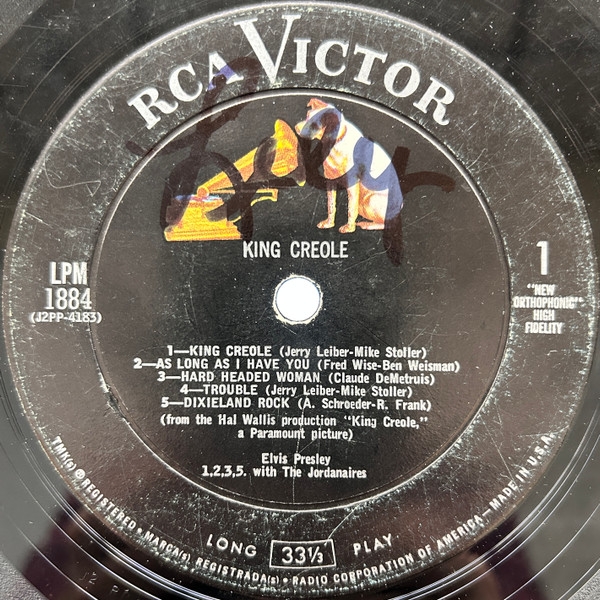 RCA VICTOR
KING CREOLE
LPM
1884
(J2PP-4183)
1
"NEW
ORTHOPHONIC"
HIGH
FIDELITY
1—KING CREOLE (Jerry Leiber-Mike Stoller)
2—AS LONG AS I HAVE YOU (Fred Wise-Ben Weisman)
3—HARD HEADED WOMAN (Claude DeMetruis)
4—TROUBLE (Jerry Leiber-Mike Stoller)
5—DIXIELAND ROCK (A. Schroeder-R. Frank)
(from the Hal Wallis production "King Creole,"
a Paramount picture)
Elvis Presley
1,2,3,5. with The Jordanaires
LONG 33⅓ PLAY
TMK(s) ® REGISTERED • MARCA(s) REGISTRADA(s) • RADIO CORPORATION OF AMERICA—MADE IN U.S.A.